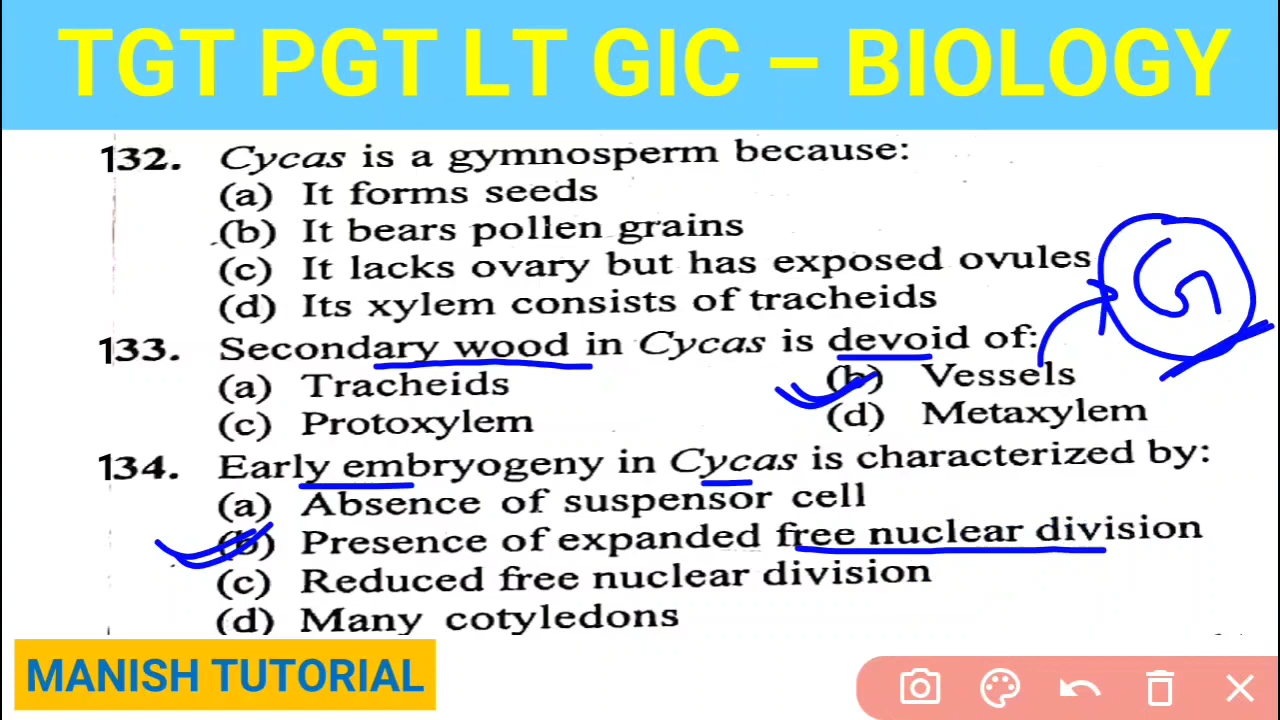 TGT PGT LT GIC – BIOLOGY
132. Cycas is a gymnosperm because:
(a) It forms seeds
(b) It bears pollen grains
(c) It lacks ovary but has exposed ovules
(d) Its xylem consists of tracheids
G
133. Secondary wood in Cycas is devoid of:
(a) Tracheids (b) Vessels
(c) Protoxylem (d) Metaxylem
134. Early embryogeny in Cycas is characterized by:
(a) Absence of suspensor cell
(b) Presence of expanded free nuclear division
(c) Reduced free nuclear division
(d) Many cotyledons
MANISH TUTORIAL